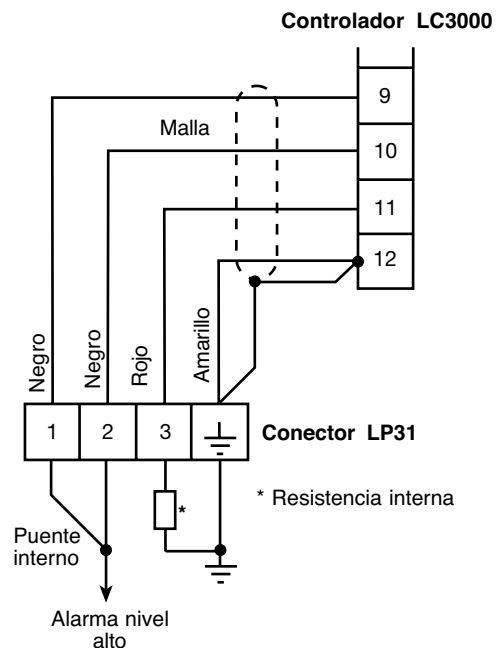 Controlador LC3000
9
Malla
10
11
12
Negro
Negro
Rojo
Amarillo
1
2
3
Conector LP31
*
* Resistencia interna
Puente
interno
Alarma nivel
alto